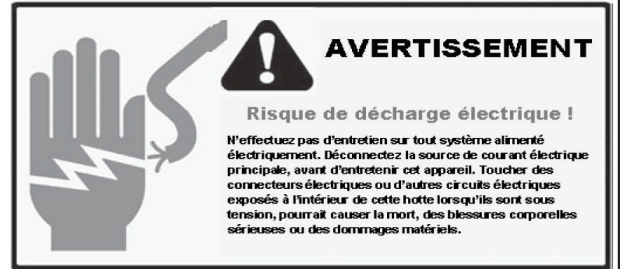 AVERTISSEMENT
Risque de décharge électrique !
N'effectuez pas d'entretien sur tout système alimenté
électriquement. Déconnectez la source de courant électrique
principale, avant d'entretenir cet appareil. Toucher des
connecteurs électriques ou d'autres circuits électriques
exposés à l'intérieur de cette hotte lorsqu'ils sont sous
tension, pourrait causer la mort, des blessures corporelles
sérieuses ou des dommages matériels.